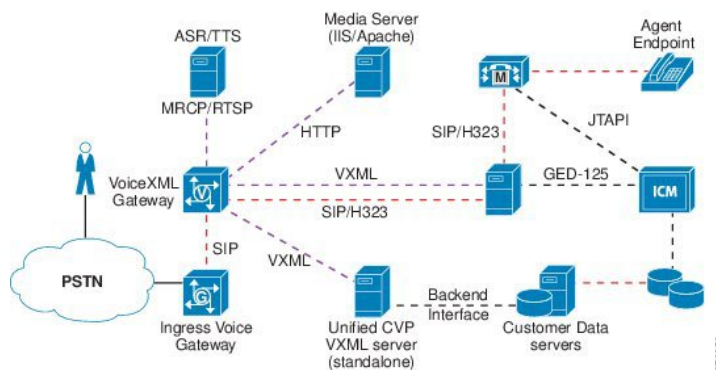 ASR/TTS
Media Server
(IIS/Apache)
Agent
Endpoint
M
MRCP/RTSP
HTTP
SIP/H323
JTAPI
VoiceXML
Gateway
V
VXML
GED-125
ICM
SIP/H323
SIP
VXML
PSTN
G
Ingress Voice
Gateway
Unified CVP
VXML server
(standalone)
Backend
Interface
Customer Data
servers